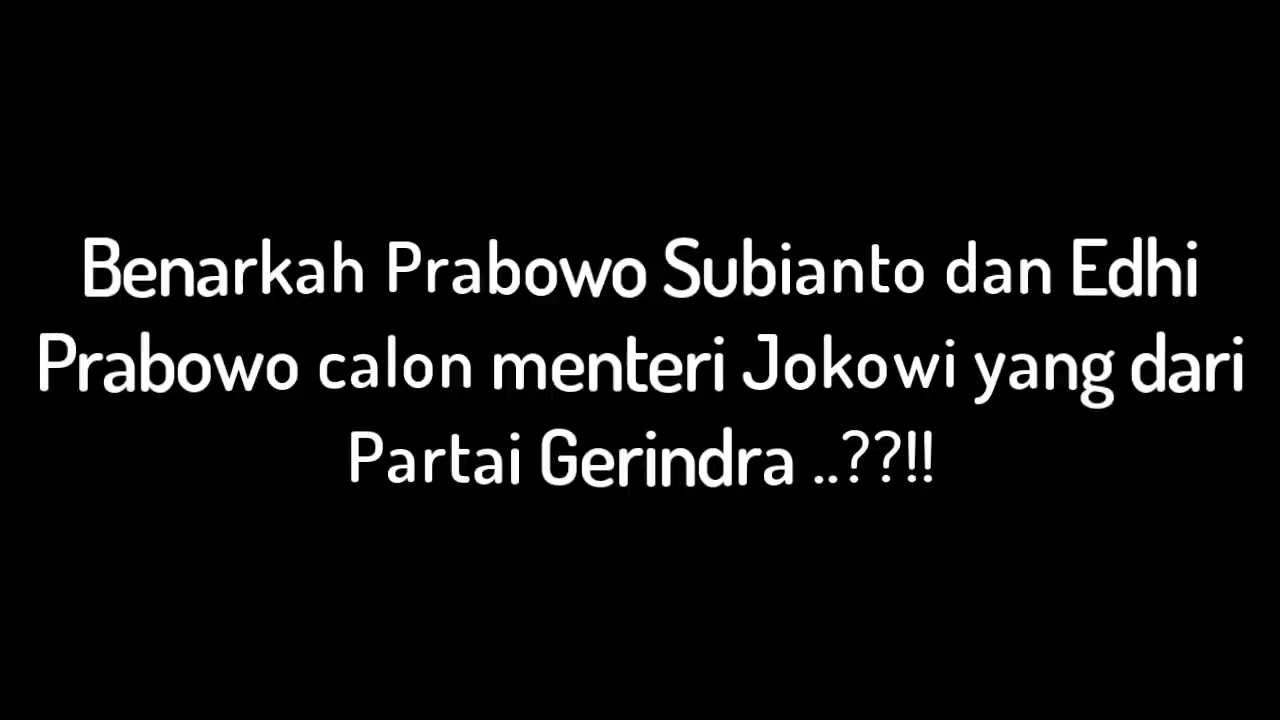 Benarkah Prabowo Subianto dan Edhi
Prabowo calon menteri Jokowi yang dari
Partai Gerindra ..??!!